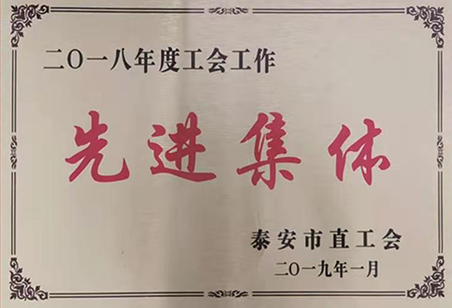 二〇一八年度工会工作
先进集体
泰安市直工会
二〇一九年一月